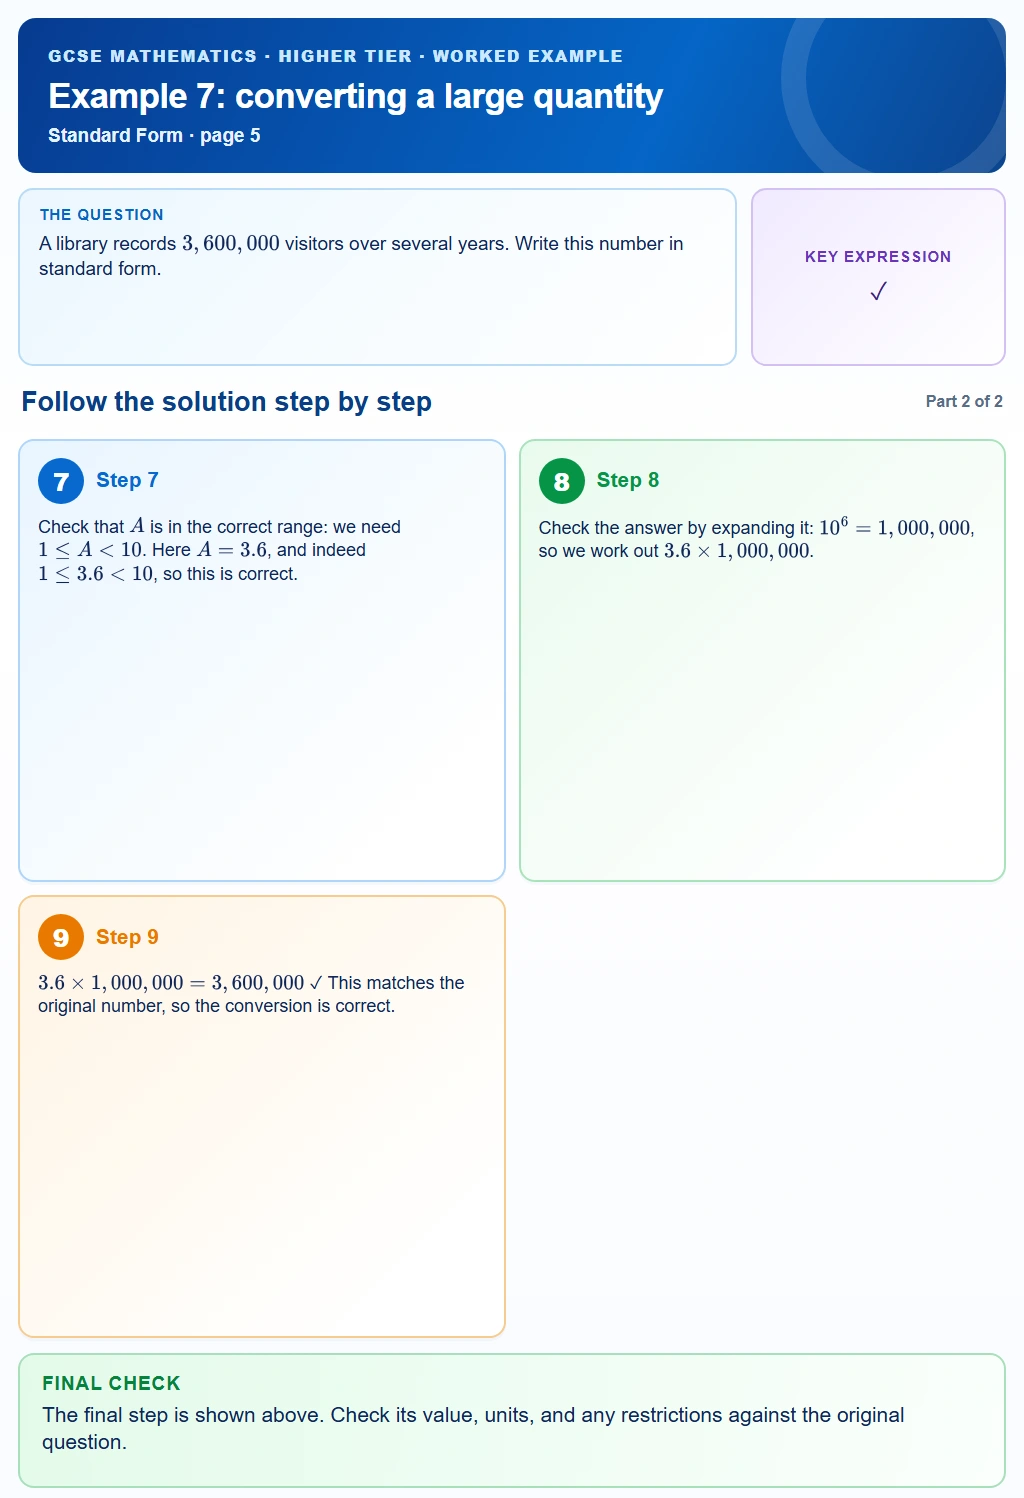 GCSE MATHEMATICS · HIGHER TIER · WORKED EXAMPLE
Example 7: converting a large quantity
Standard Form · page 5
THE QUESTION
A library records 3,600,000 visitors over several years. Write this number in
standard form.
KEY EXPRESSION
✓
Follow the solution step by step
Part 2 of 2
7 Step 7
Check that A is in the correct range: we need
1 ≤ A < 10. Here A = 3.6, and indeed
1 ≤ 3.6 < 10, so this is correct.
8 Step 8
Check the answer by expanding it: 10⁶ = 1,000,000,
so we work out 3.6 × 1,000,000.
9 Step 9
3.6 × 1,000,000 = 3,600,000 ✓ This matches the
original number, so the conversion is correct.
FINAL CHECK
The final step is shown above. Check its value, units, and any restrictions against the original
question.